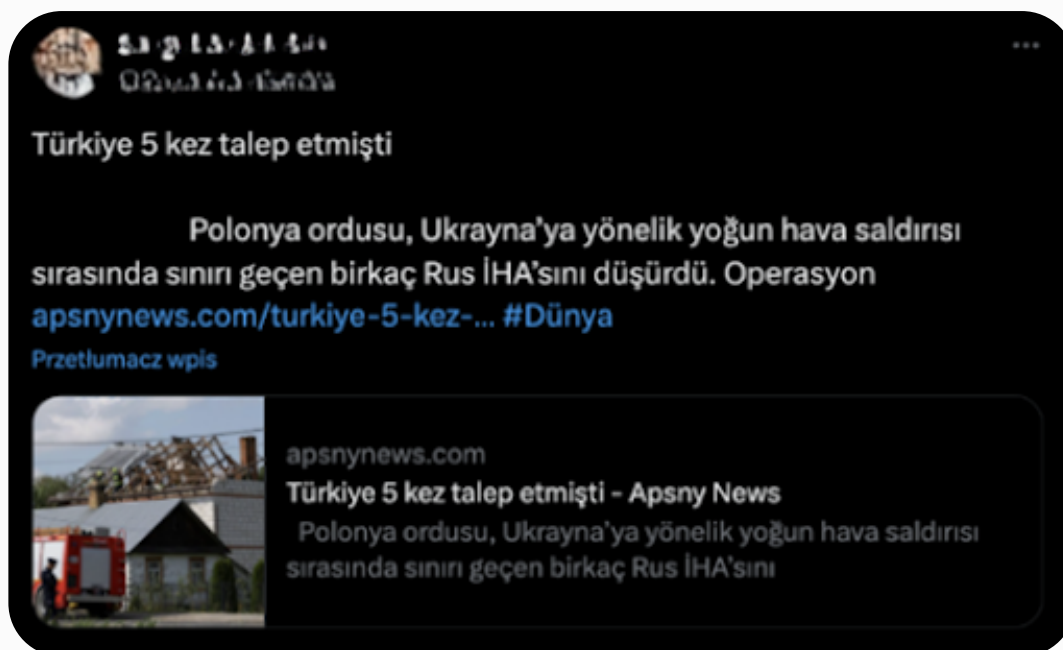 Türkiye 5 kez talep etmişti
Polonya ordusu, Ukrayna’ya yönelik yoğun hava saldırısı
sırasında sınırı geçen birkaç Rus İHA’sını düşürdü. Operasyon
apsnynews.com/turkiye-5-kez-... #Dünya
Przetłumacz wpis
apsnynews.com
Türkiye 5 kez talep etmişti - Apsny News
Polonya ordusu, Ukrayna’ya yönelik yoğun hava saldırısı
sırasında sınırı geçen birkaç Rus İHA’sını